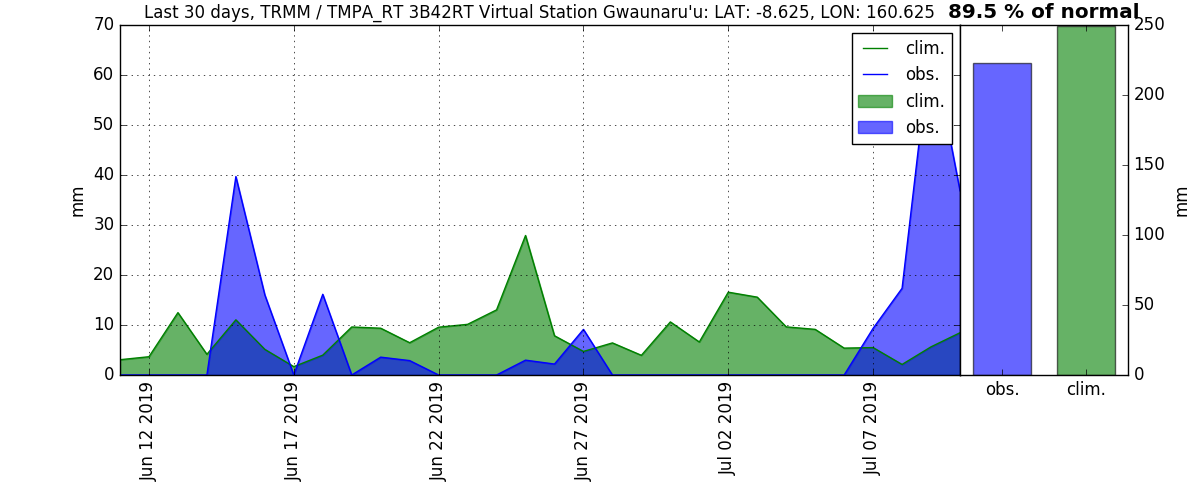 Last 30 days, TRMM / TMPA_RT 3B42RT Virtual Station Gwaunaru'u: LAT: -8.625, LON: 160.625
89.5 % of normal
70
60
50
40
30
20
10
0
mm
clim.
obs.
clim.
obs.
250
200
150
100
50
0
mm
Jun 12 2019
Jun 17 2019
Jun 22 2019
Jun 27 2019
Jul 02 2019
Jul 07 2019
obs.
clim.